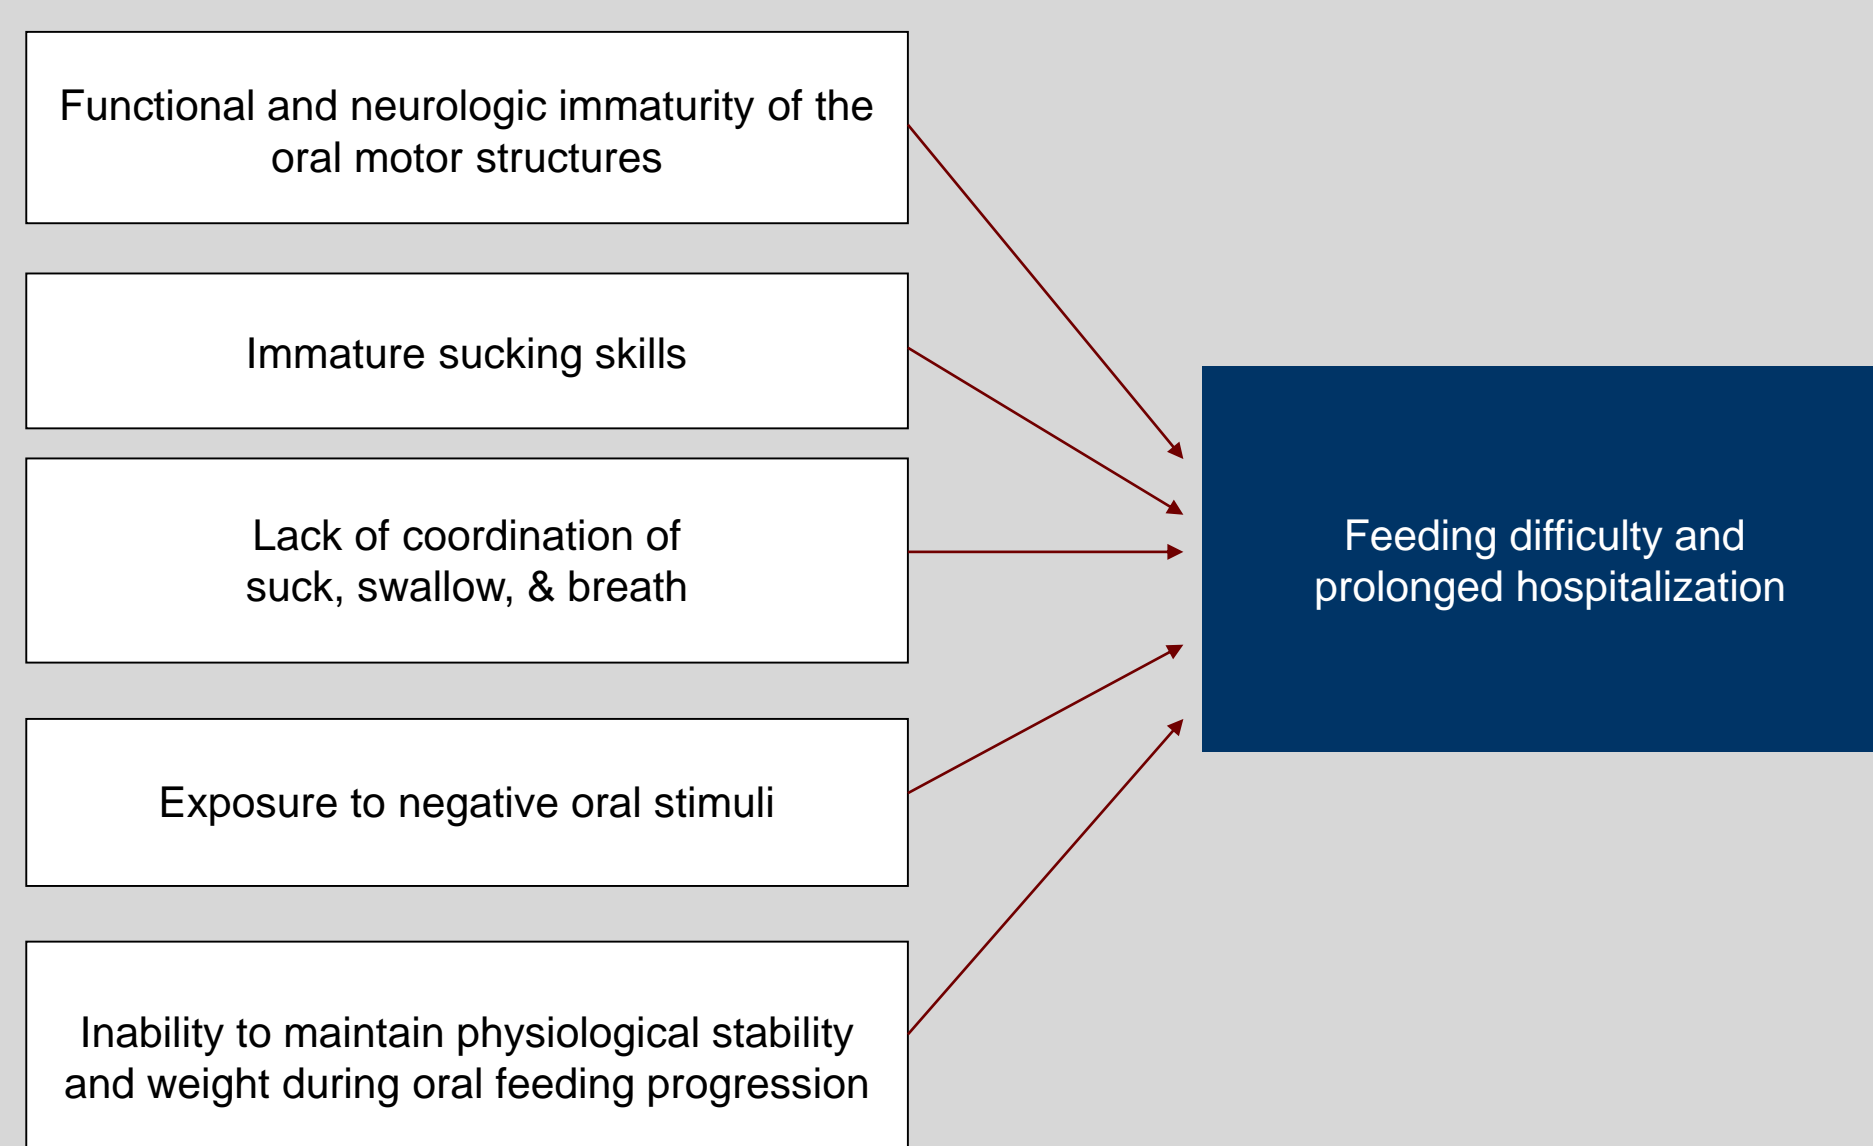 Functional and neurologic immaturity of the
oral motor structures
Immature sucking skills
Lack of coordination of
suck, swallow, & breath
Exposure to negative oral stimuli
Inability to maintain physiological stability
and weight during oral feeding progression
Feeding difficulty and
prolonged hospitalization